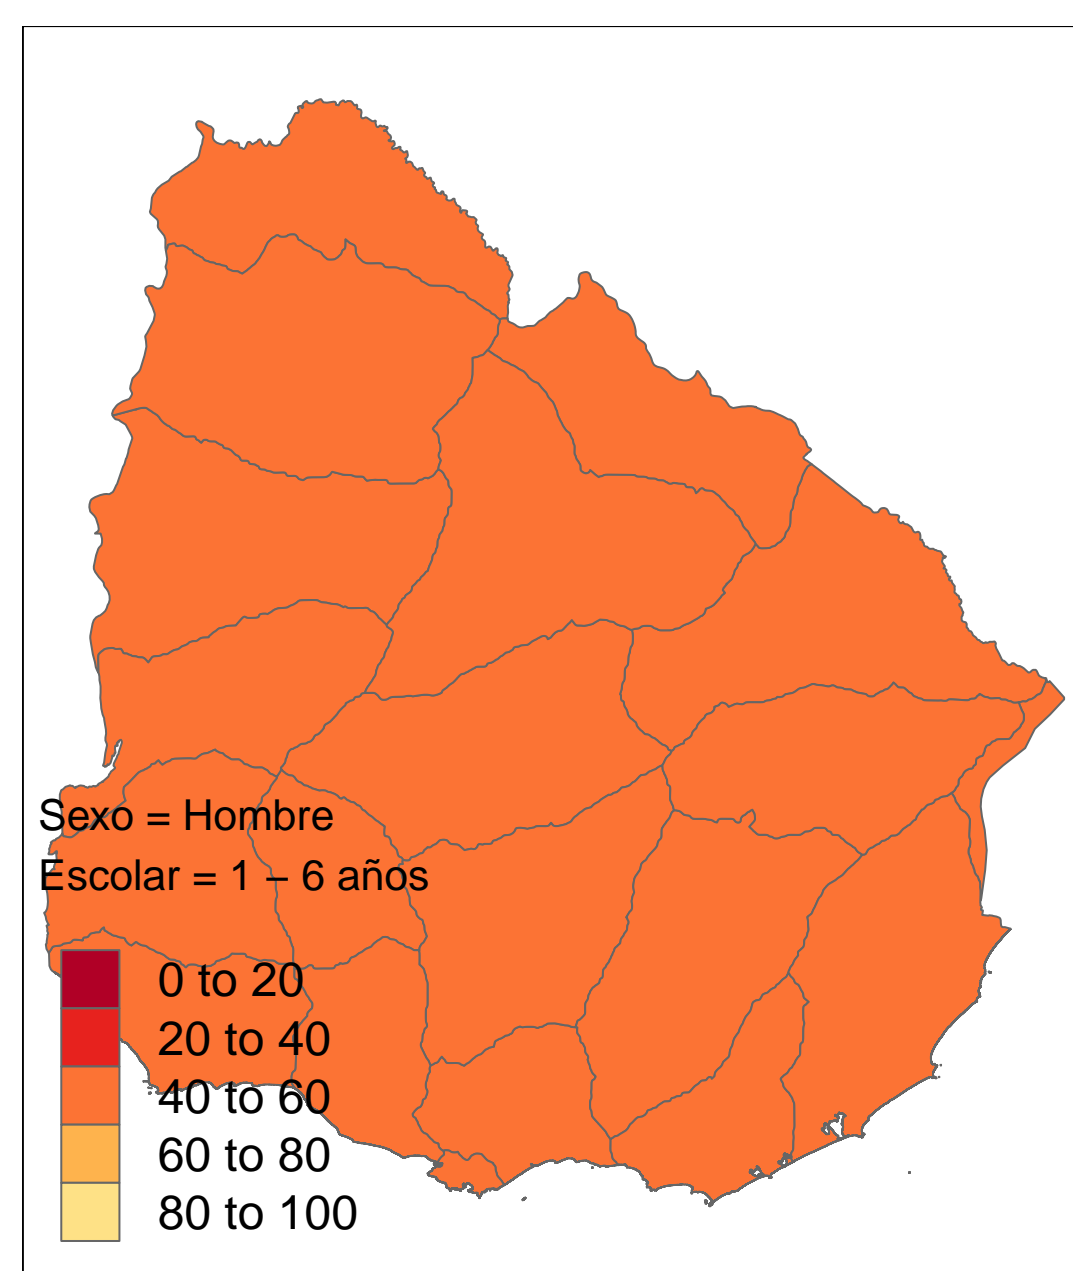 Sexo = Hombre
Escolar = 1 – 6 años
0 to 20
20 to 40
40 to 60
60 to 80
80 to 100